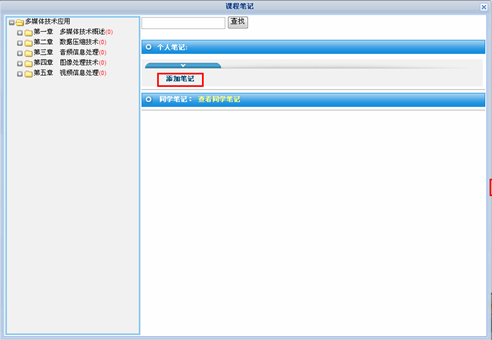 课程笔记
多媒体技术应用
第一章 多媒体技术概述(0)
第二章 数据压缩技术(0)
第三章 音频信息处理(0)
第四章 图像处理技术(0)
第五章 视频信息处理(0)
查找
个人笔记:
添加笔记
同学笔记: 查看同学笔记